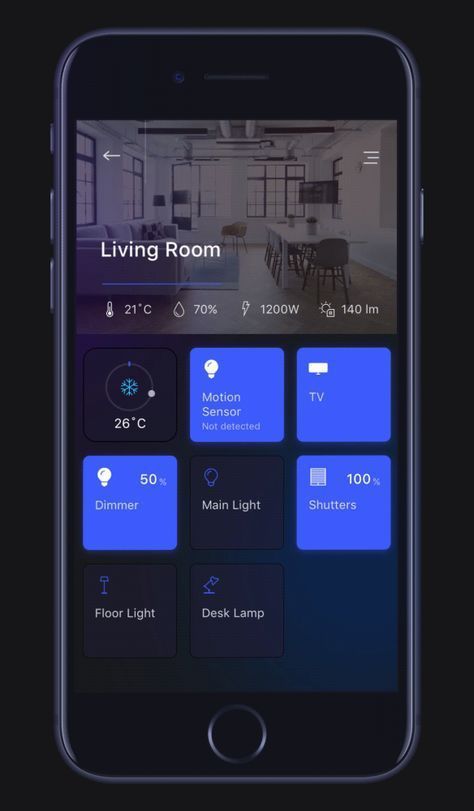 Living Room
21°C 70% 1200W 140 lm
26°C
Motion
Sensor
Not detected
TV
50%
Dimmer
Main Light
100%
Shutters
Floor Light
Desk Lamp